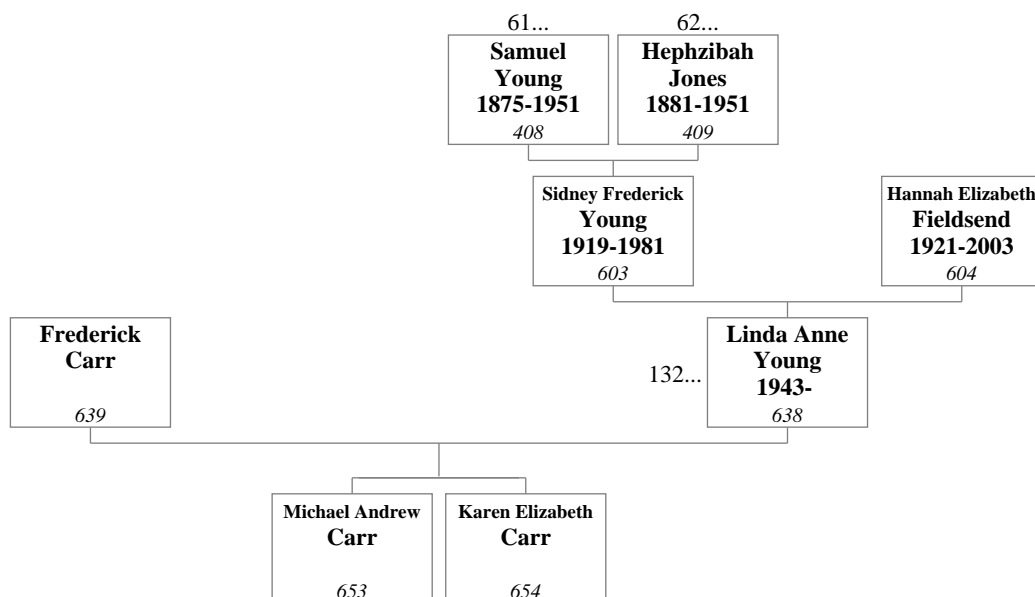 61...
62...
Samuel
Young
1875-1951
408
Hephzibah
Jones
1881-1951
409
Sidney Frederick
Young
1919-1981
603
Hannah Elizabeth
Fieldsend
1921-2003
604
Frederick
Carr
639
132...
Linda Anne
Young
1943-
638
Michael Andrew
Carr
653
Karen Elizabeth
Carr
654